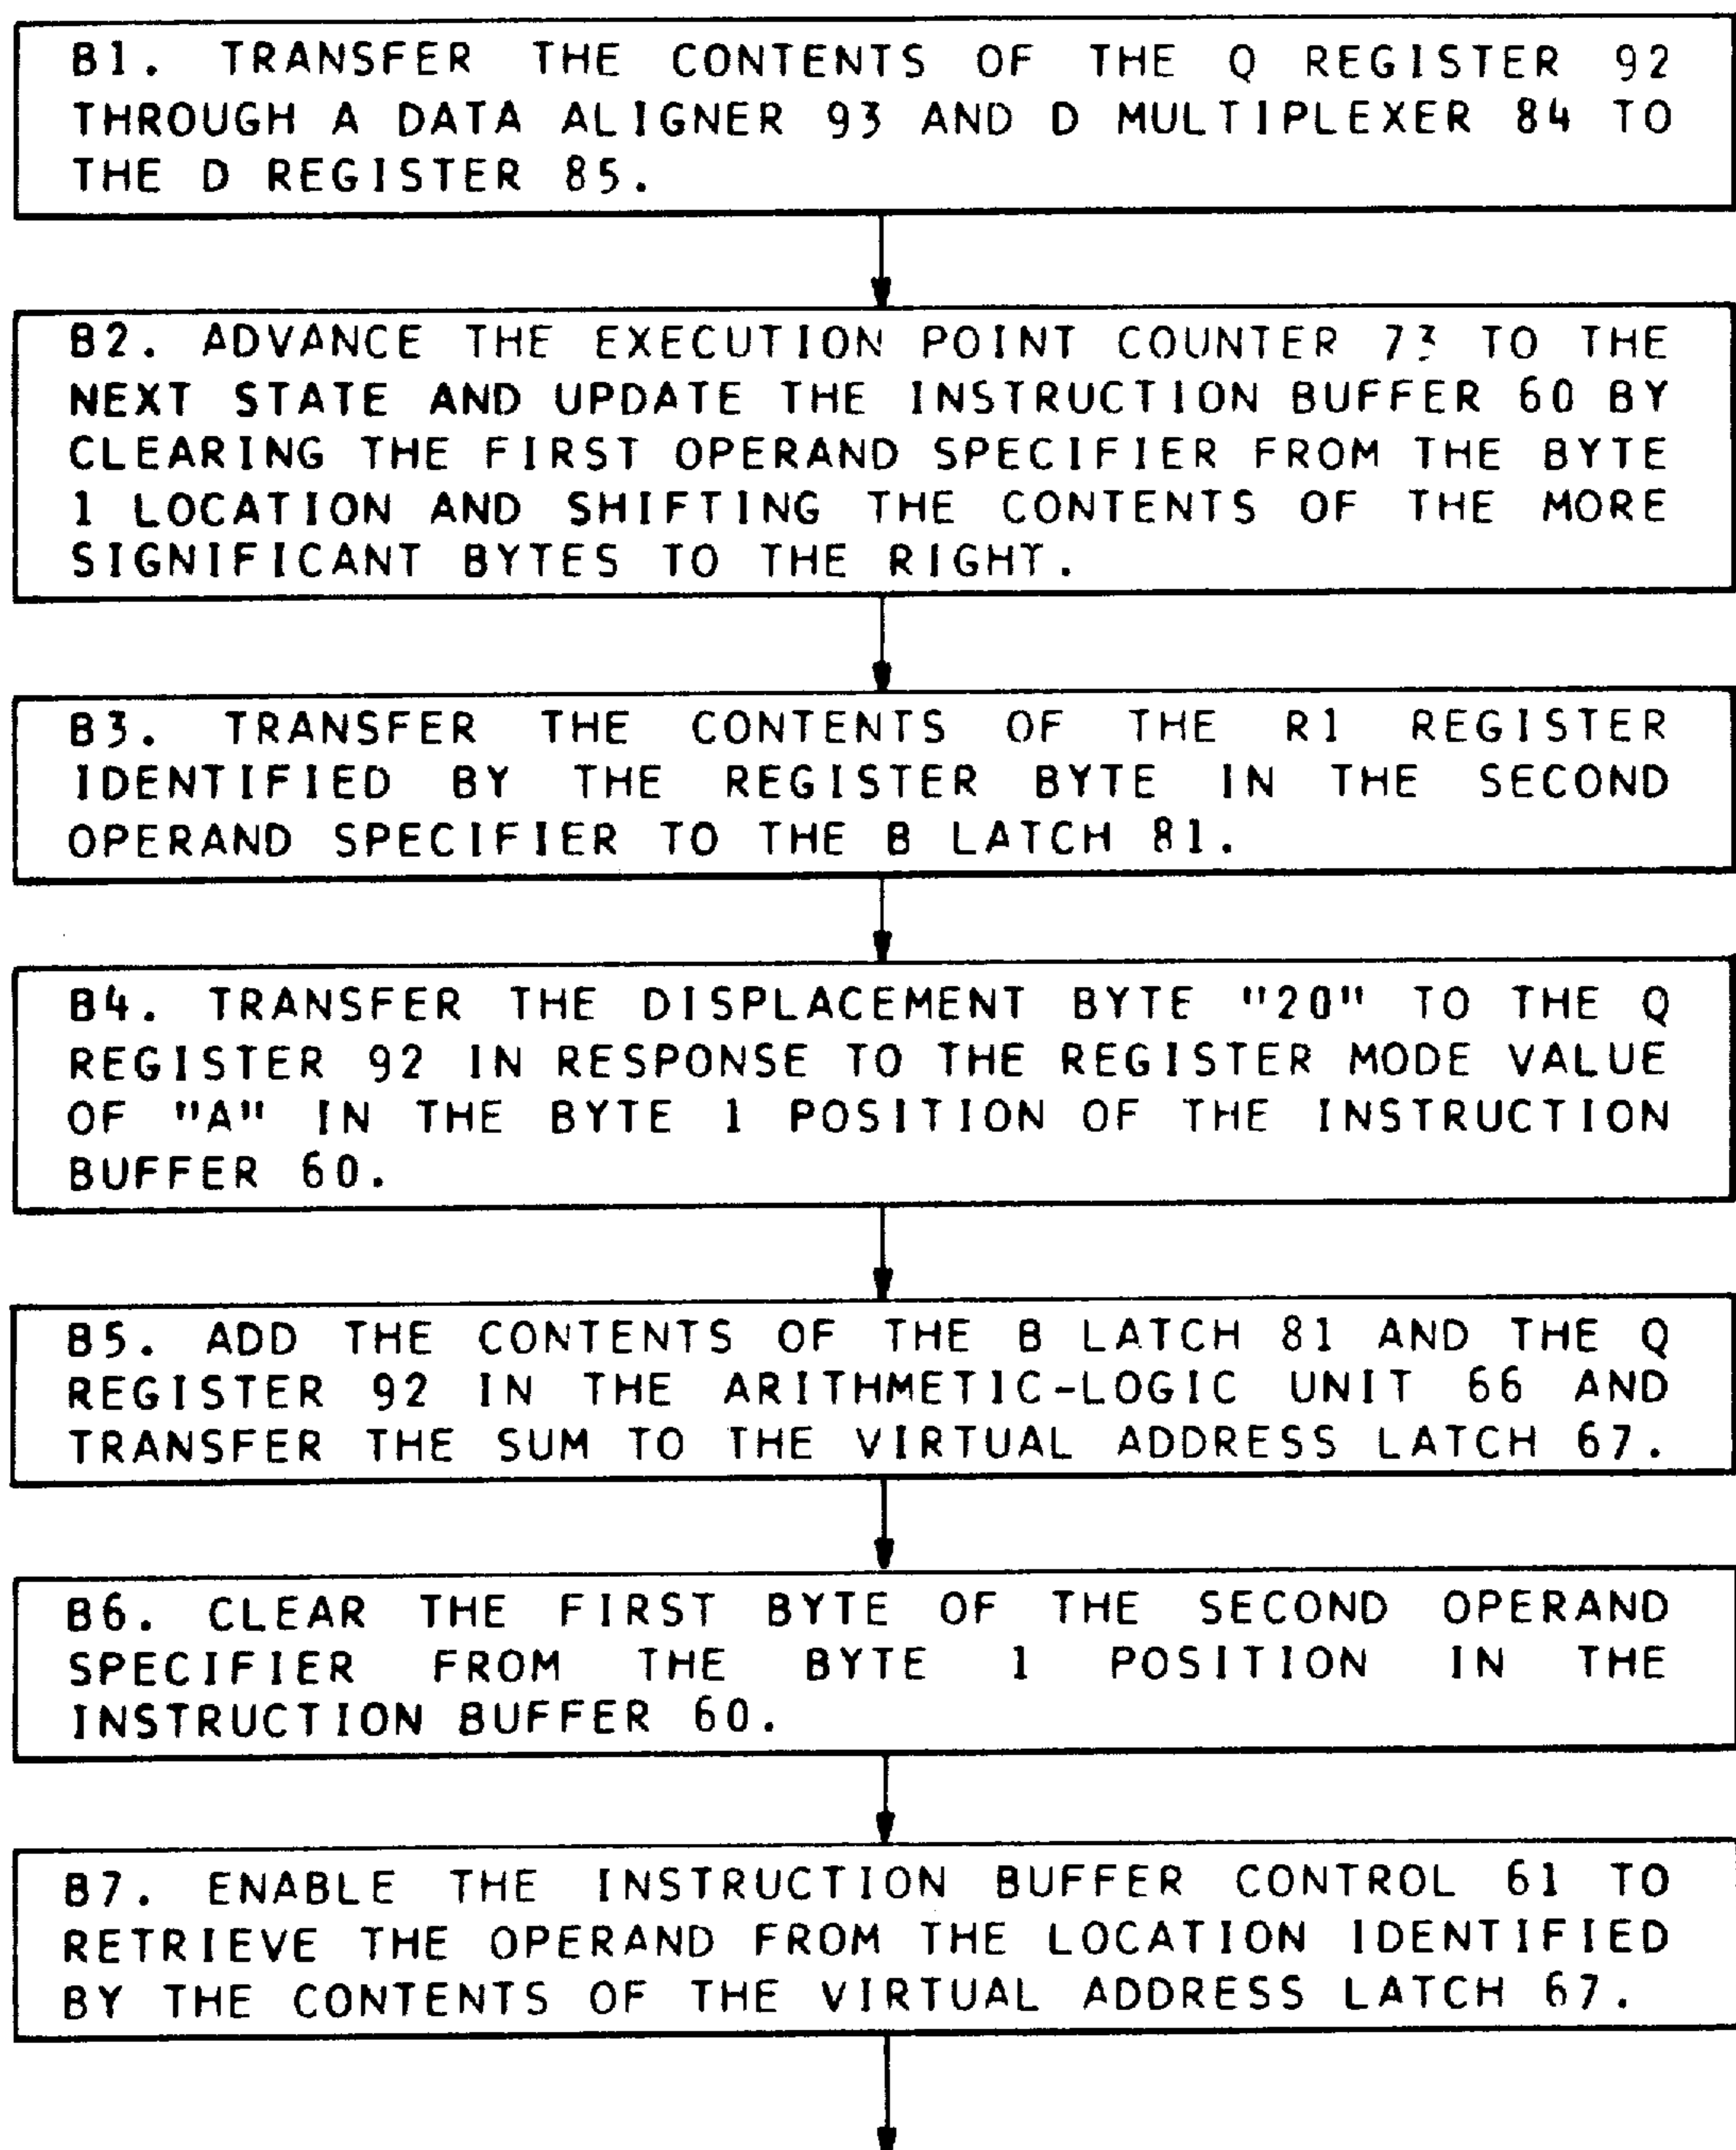 B1. TRANSFER THE CONTENTS OF THE Q REGISTER 92
THROUGH A DATA ALIGNER 93 AND D MULTIPLEXER 84 TO
THE D REGISTER 85.
B2. ADVANCE THE EXECUTION POINT COUNTER 73 TO THE
NEXT STATE AND UPDATE THE INSTRUCTION BUFFER 60 BY
CLEARING THE FIRST OPERAND SPECIFIER FROM THE BYTE
1 LOCATION AND SHIFTING THE CONTENTS OF THE MORE
SIGNIFICANT BYTES TO THE RIGHT.
B3. TRANSFER THE CONTENTS OF THE R1 REGISTER
IDENTIFIED BY THE REGISTER BYTE IN THE SECOND
OPERAND SPECIFIER TO THE B LATCH 81.
B4. TRANSFER THE DISPLACEMENT BYTE "20" TO THE Q
REGISTER 92 IN RESPONSE TO THE REGISTER MODE VALUE
OF "A" IN THE BYTE 1 POSITION OF THE INSTRUCTION
BUFFER 60.
B5. ADD THE CONTENTS OF THE B LATCH 81 AND THE Q
REGISTER 92 IN THE ARITHMETIC-LOGIC UNIT 66 AND
TRANSFER THE SUM TO THE VIRTUAL ADDRESS LATCH 67.
B6. CLEAR THE FIRST BYTE OF THE SECOND OPERAND
SPECIFIER FROM THE BYTE 1 POSITION IN THE
INSTRUCTION BUFFER 60.
B7. ENABLE THE INSTRUCTION BUFFER CONTROL 61 TO
RETRIEVE THE OPERAND FROM THE LOCATION IDENTIFIED
BY THE CONTENTS OF THE VIRTUAL ADDRESS LATCH 67.